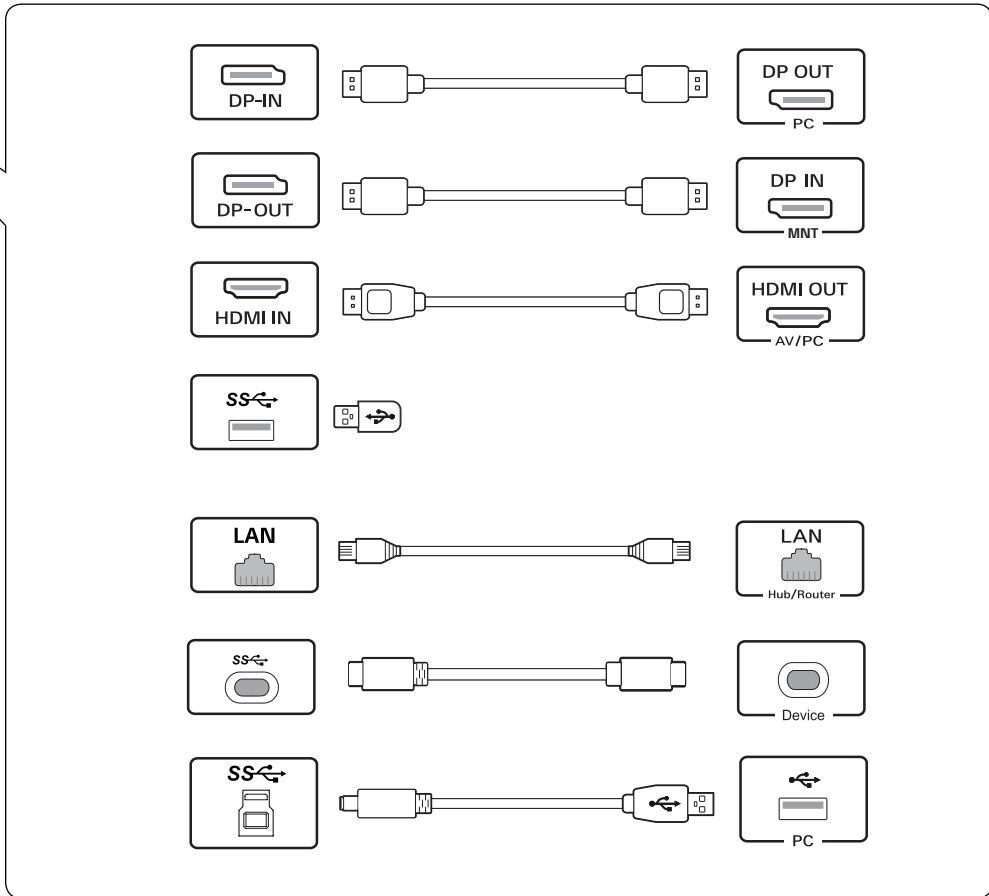 DP-IN
DP OUT
PC
DP-OUT
DP IN
MNT
HDMI IN
HDMI OUT
AV/PC
SS
LAN
LAN
Hub/Router
SS
Device
SS
PC